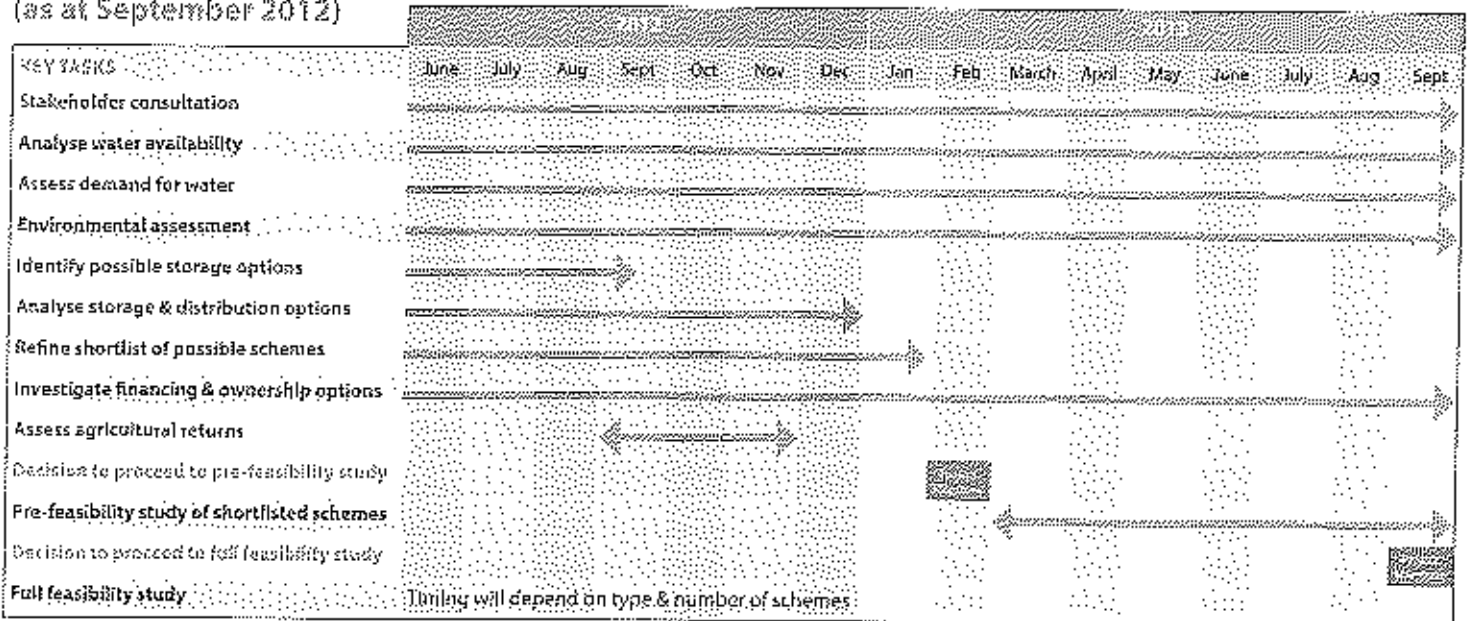 (as at September 2012)
2012 2013
KEY TASKS June July Aug Sept Oct Nov Dec Jan Feb March April May June July Aug Sept
Stakeholder consultation
Analyse water availability
Assess demand for water
Environmental assessment
Identify possible storage options
Analyse storage & distribution options
Refine shortlist of possible schemes
Investigate financing & ownership options
Assess agricultural returns
Decision to proceed to pre-feasibility study
Pre-feasibility study of shortlisted schemes
Decision to proceed to full feasibility study
Full feasibility study Timing will depend on type & number of schemes